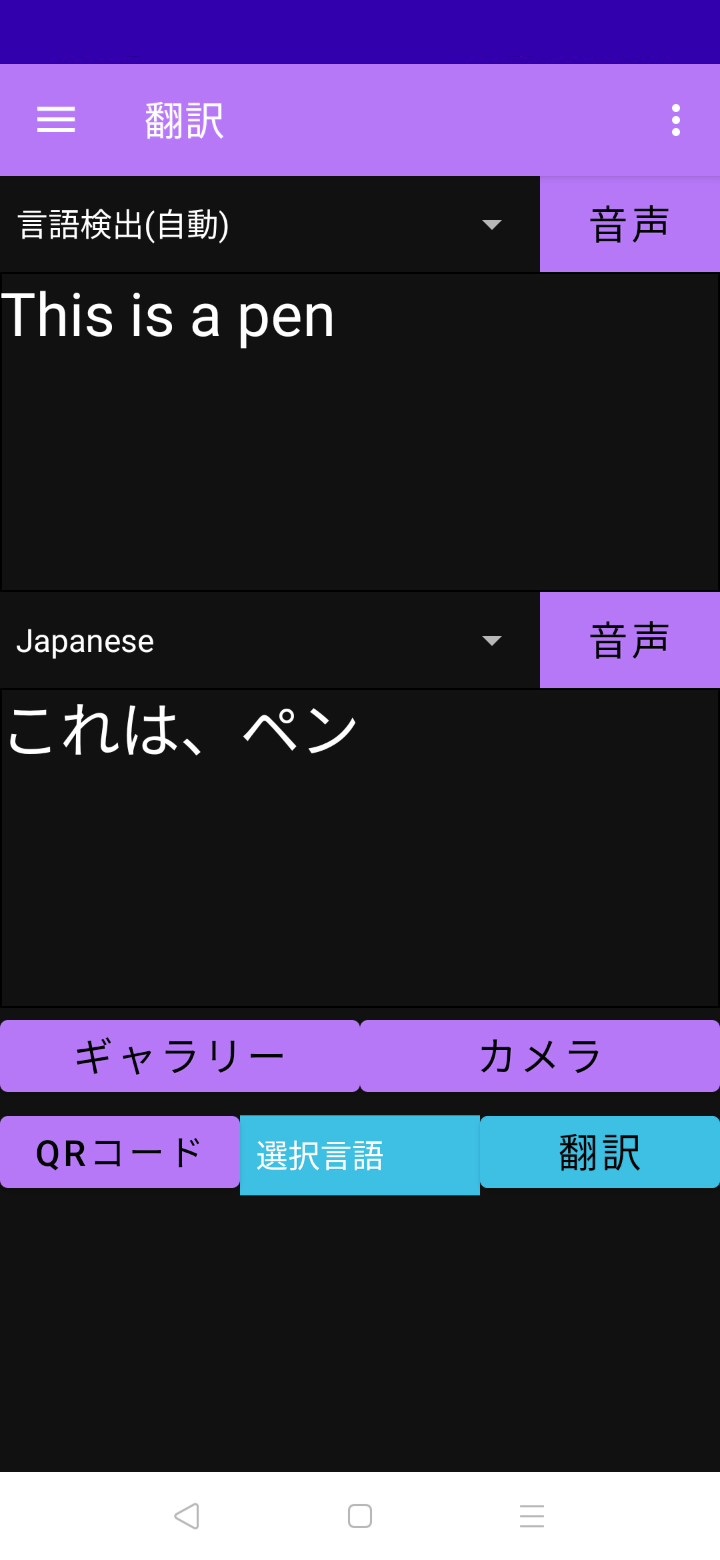 翻訳
言語検出(自動)
音声
This is a pen
Japanese
音声
これは、ペン
ギャラリー
カメラ
QRコード
選択言語
翻訳